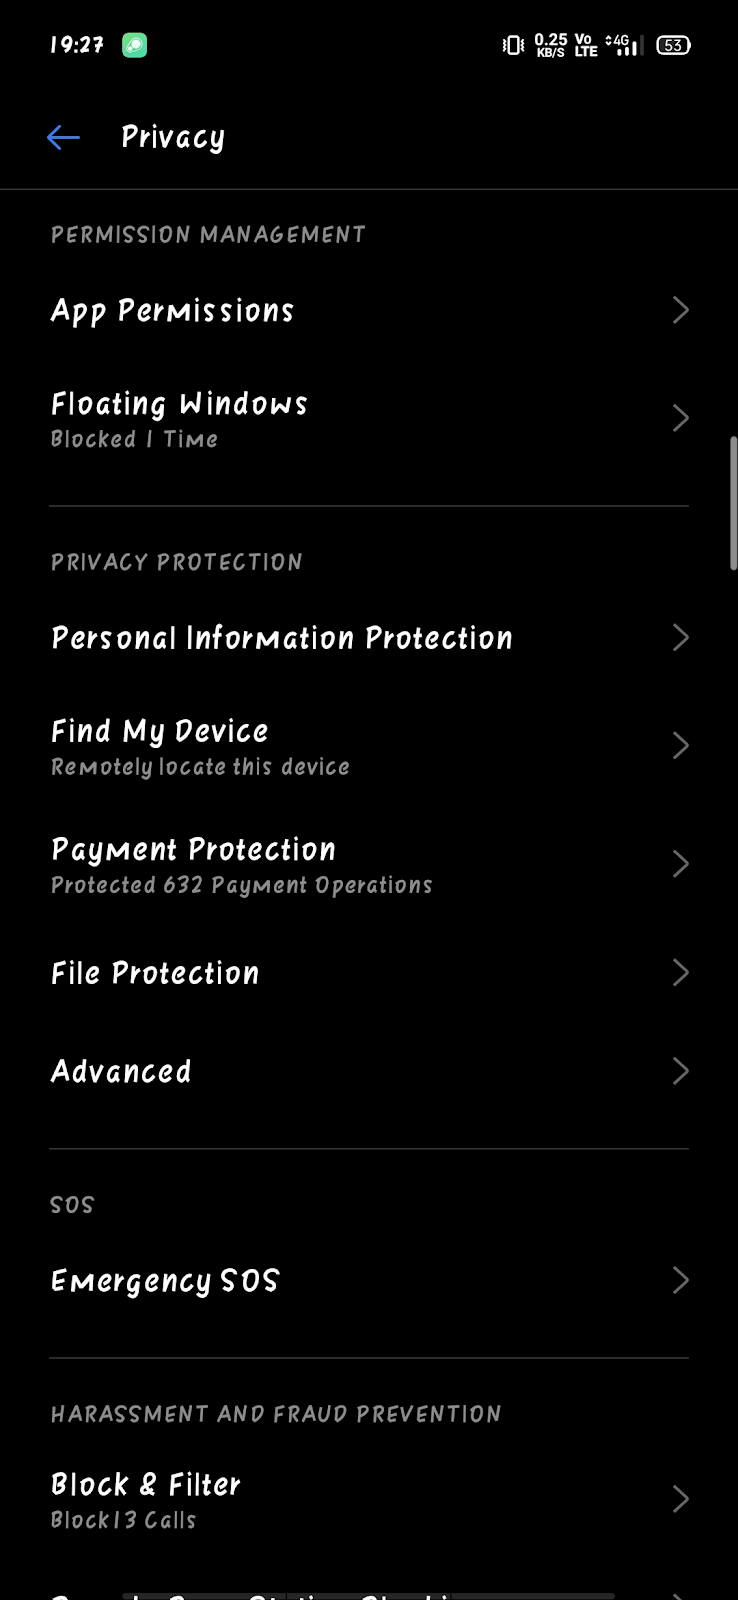 19:27
0.25 KB/S
Vo LTE
4G
53
Privacy
PERMISSION MANAGEMENT
App Permissions
Floating Windows
Blocked 1 Time
PRIVACY PROTECTION
Personal Information Protection
Find My Device
Remotely locate this device
Payment Protection
Protected 632 Payment Operations
File Protection
Advanced
SOS
Emergency SOS
HARASSMENT AND FRAUD PREVENTION
Block & Filter
Block13 Calls